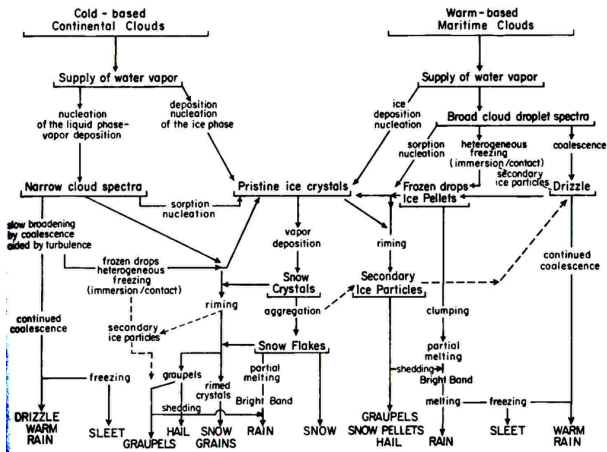 Cold - based
Continental Clouds
Warm-based
Maritime Clouds
Supply of water vapor
Supply of water vapor
nucleation
of the liquid phase-
vapor deposition
deposition
nucleation
of the ice phase
ice
deposition
nucleation
Broad cloud droplet spectra
sorption
nucleation
heterogeneous
freezing
(immersion/contact)
coalescence
secondary
ice particles
Narrow cloud spectra
sorption
nucleation
Pristine ice crystals
Frozen drops
Ice Pellets
Drizzle
slow broadening
by coalescence
aided by turbulence
frozen drops
heterogeneous
freezing
(immersion/contact)
vapor
deposition
riming
continued
coalescence
Snow
Crystals
Secondary
Ice Particles
riming
aggregation
clumping
continued
coalescence
secondary
ice particles
Snow Flakes
partial
melting
freezing
graupels
rimed
crystals
partial
melting
Bright Band
shedding
Bright Band
shedding
melting
freezing
DRIZZLE
WARM
RAIN
SLEET
GRAUPELS
HAIL
SNOW
GRAINS
RAIN
SNOW
GRAUPELS
SNOW PELLETS
HAIL
RAIN
SLEET
WARM
RAIN